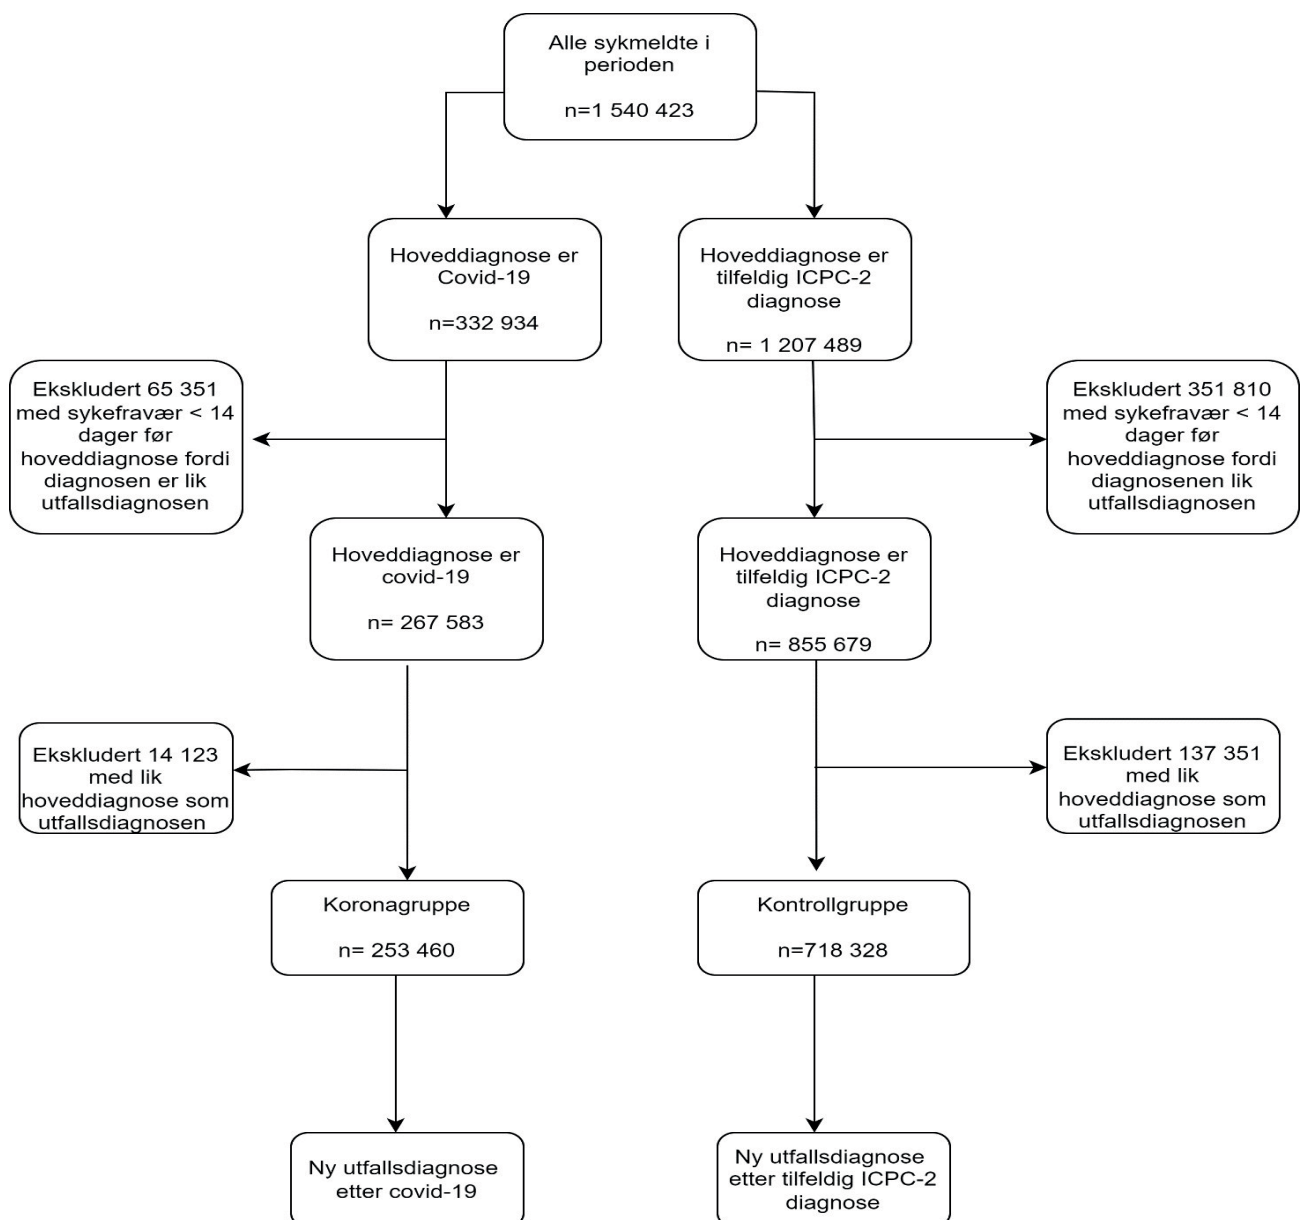 Alle sykmeldte i
perioden
n=1 540 423
Hoveddiagnose er
Covid-19
n=332 934
Hoveddiagnose er
tilfeldig ICPC-2
diagnose
n= 1 207 489
Ekskludert 65 351
med sykefravær < 14
dager før
hoveddiagnose fordi
diagnosen er lik
utfallsdiagnosen
Ekskludert 351 810
med sykefravær < 14
dager før
hoveddiagnose fordi
diagnosenen lik
utfallsdiagnosen
Hoveddiagnose er
covid-19
n= 267 583
Hoveddiagnose er
tilfeldig ICPC-2
diagnose
n= 855 679
Ekskludert 14 123
med lik
hoveddiagnose som
utfallsdiagnosen
Ekskludert 137 351
med lik
hoveddiagnose som
utfallsdiagnosen
Koronagruppe
n= 253 460
Kontrollgruppe
n=718 328
Ny utfallsdiagnose
etter covid-19
Ny utfallsdiagnose
etter tilfeldig ICPC-2
diagnose